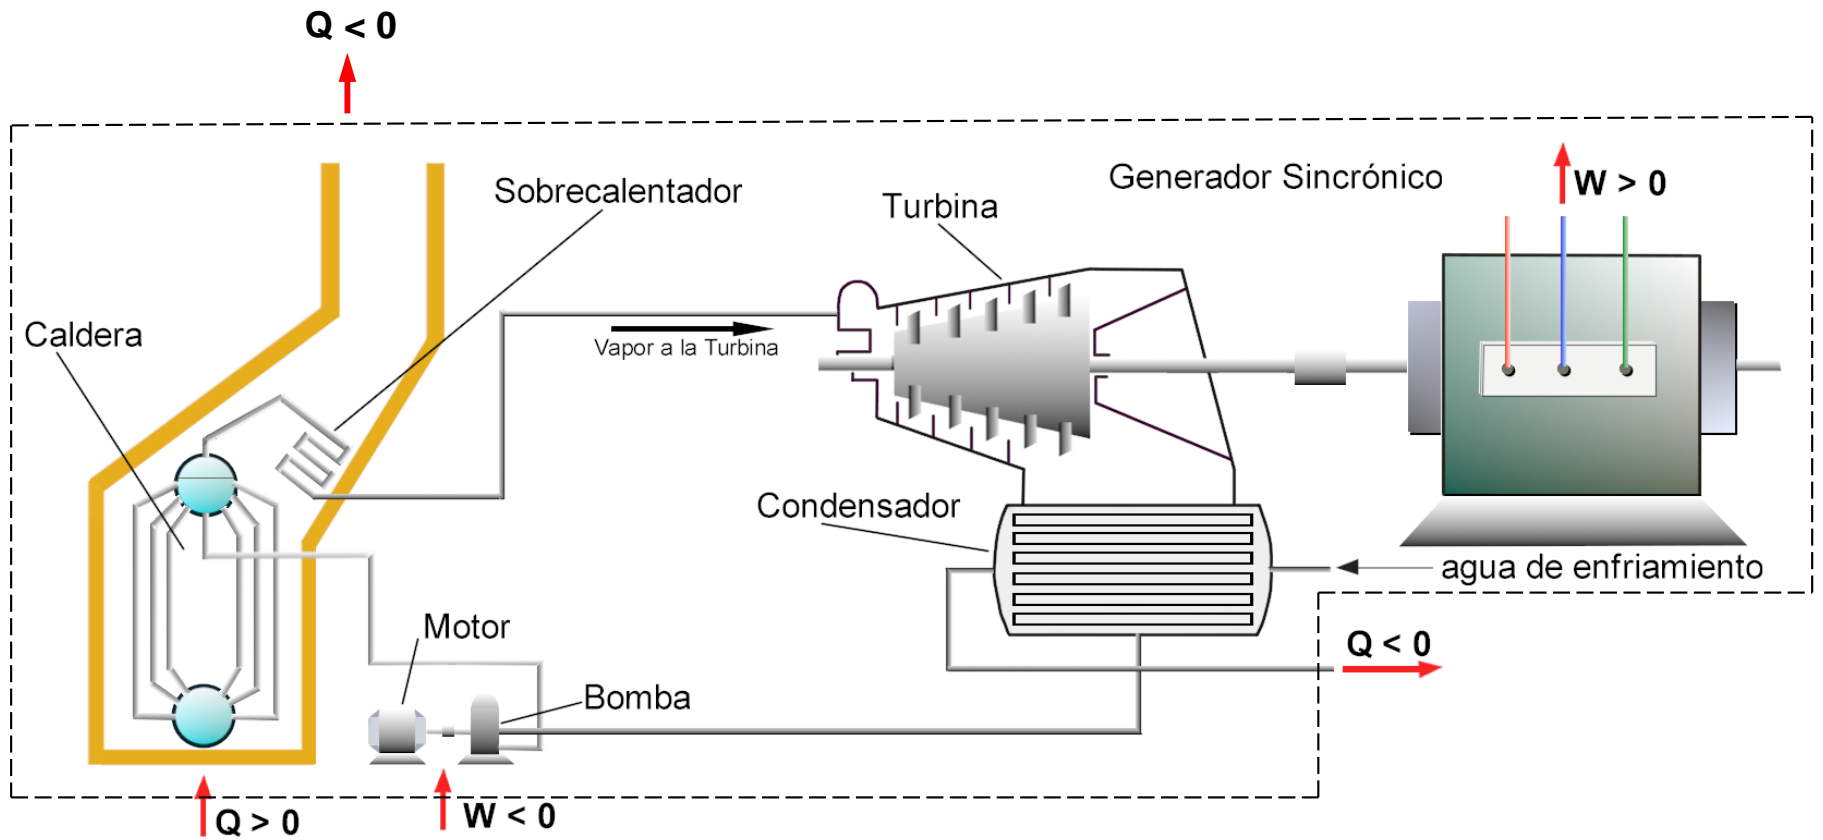 Q < 0
Sobrecalentador
Turbina
Generador Sincrónico
W > 0
Caldera
Vapor a la Turbina
Condensador
agua de enfriamiento
Motor
Q < 0
Bomba
Q > 0
W < 0